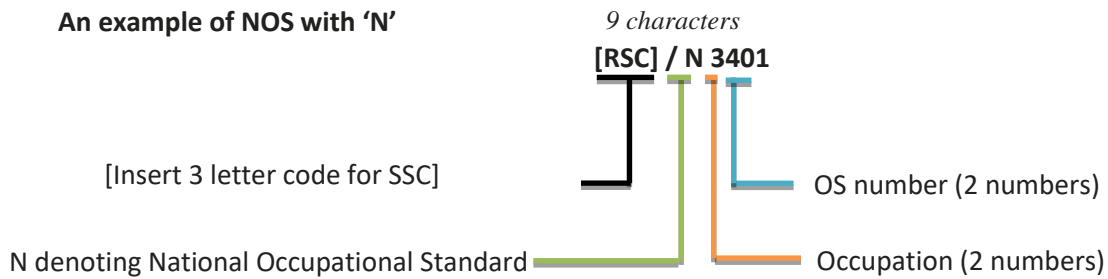 An example of NOS with ‘N’
9 characters
[RSC] / N 3401
[Insert 3 letter code for SSC]
OS number (2 numbers)
N denoting National Occupational Standard
Occupation (2 numbers)